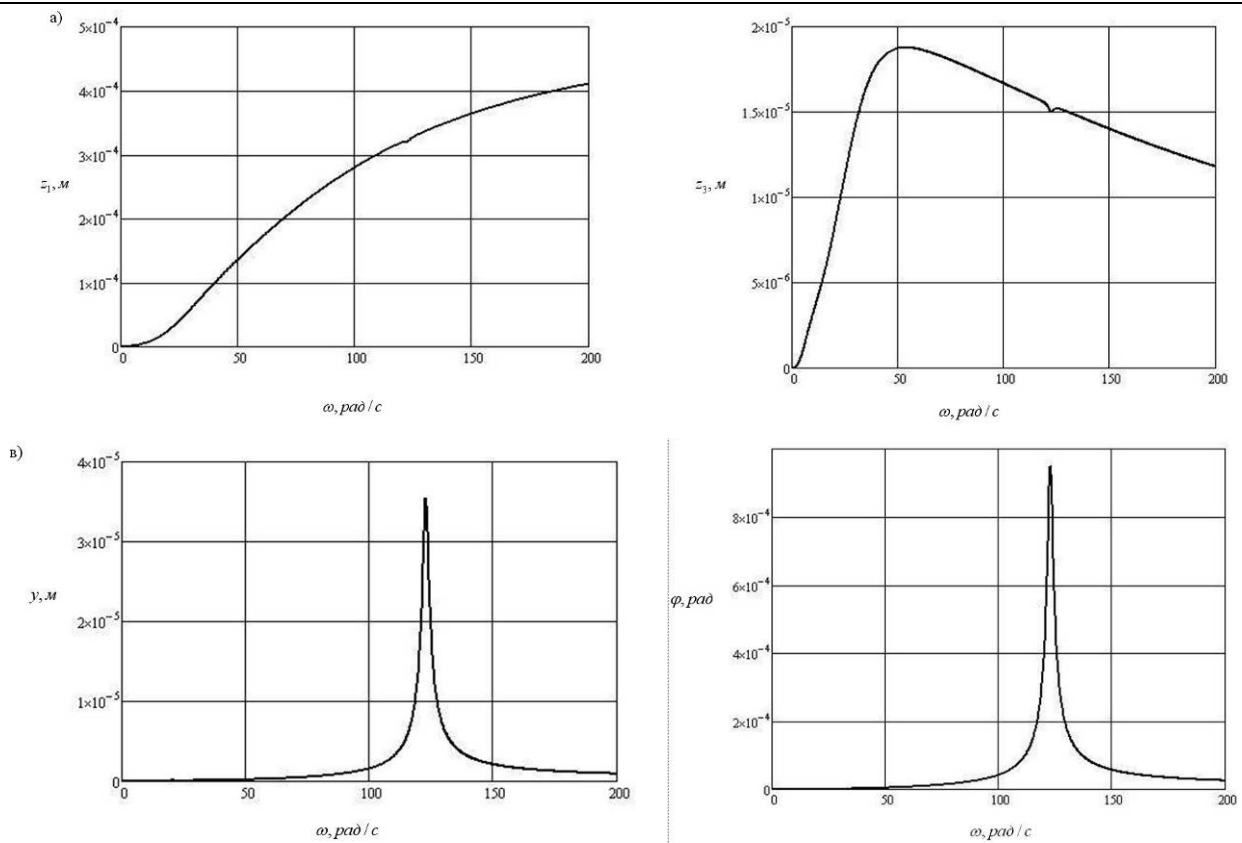 а)
5×10⁻⁴
4×10⁻⁴
3×10⁻⁴
z₁, м
2×10⁻⁴
1×10⁻⁴
0
0 50 100 150 200
ω, рад / с
2×10⁻⁵
1.5×10⁻⁵
z₃, м
1×10⁻⁵
5×10⁻⁶
0
0 50 100 150 200
ω, рад / с
в)
4×10⁻⁵
3×10⁻⁵
y, м
2×10⁻⁵
1×10⁻⁵
0
0 50 100 150 200
ω, рад / с
8×10⁻⁴
6×10⁻⁴
φ, рад
4×10⁻⁴
2×10⁻⁴
0
0 50 100 150 200
ω, рад / с